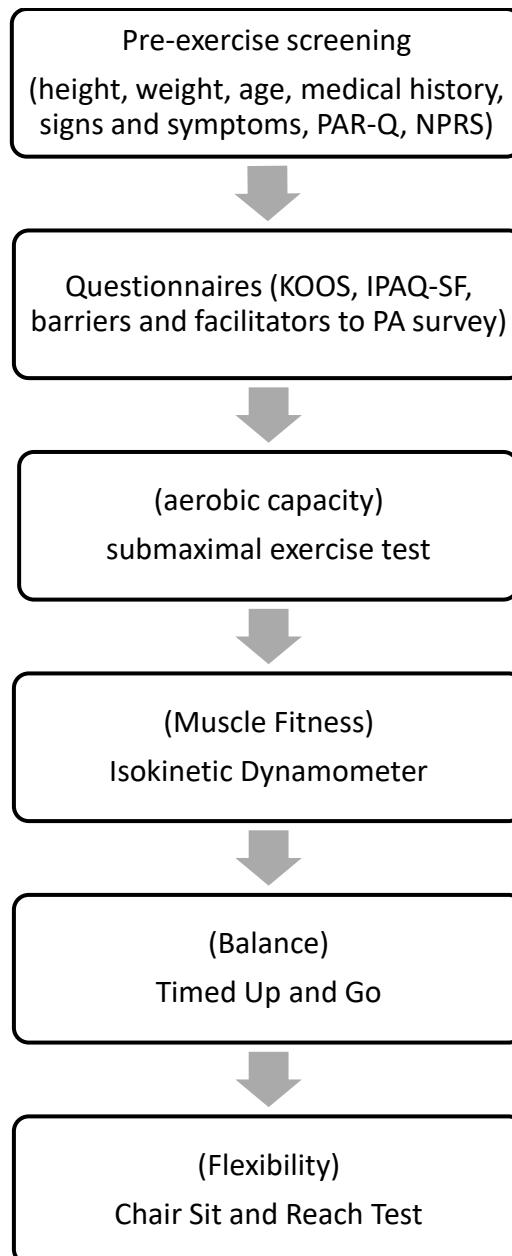 Pre-exercise screening
(height, weight, age, medical history,
signs and symptoms, PAR-Q, NPRS)
Questionnaires (KOOS, IPAQ-SF,
barriers and facilitators to PA survey)
(aerobic capacity)
submaximal exercise test
(Muscle Fitness)
Isokinetic Dynamometer
(Balance)
Timed Up and Go
(Flexibility)
Chair Sit and Reach Test